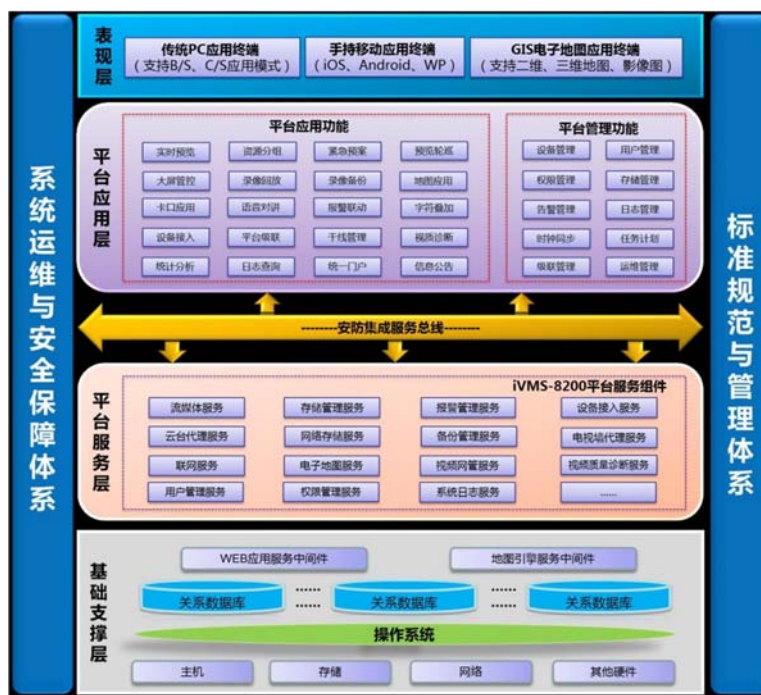 系统运维与安全保障体系
表现层
传统PC应用终端
（支持B/S、C/S应用模式）
手持移动应用终端
（iOS、Android、WP）
GIS电子地图应用终端
（支持二维、三维地图、影像图）
平台应用层
平台应用功能
实时预览 资源分组 紧急预案 预览轮巡
大屏管控 录像回放 录像备份 地图应用
卡口应用 语音对讲 报警联动 字符叠加
设备接入 平台级联 干线管理 视质诊断
统计分析 日志查询 统一门户 信息公告
平台管理功能
设备管理 用户管理
权限管理 存储管理
告警管理 日志管理
时钟同步 任务计划
级联管理 运维管理
--------安防集成服务总线-------
平台服务层
iVMS-8200平台服务组件
流媒体服务 存储管理服务 报警管理服务 设备接入服务
云台代理服务 网络存储服务 备份管理服务 电视墙代理服务
联网服务 电子地图服务 视频网管服务 视频质量诊断服务
用户管理服务 权限管理服务 系统日志服务 ......
基础支撑层
WEB应用服务中间件 地图引擎服务中间件
关系数据库 ...... ...... 关系数据库 ...... ...... 关系数据库
操作系统
主机 存储 网络 其他硬件
标准规范与管理体系